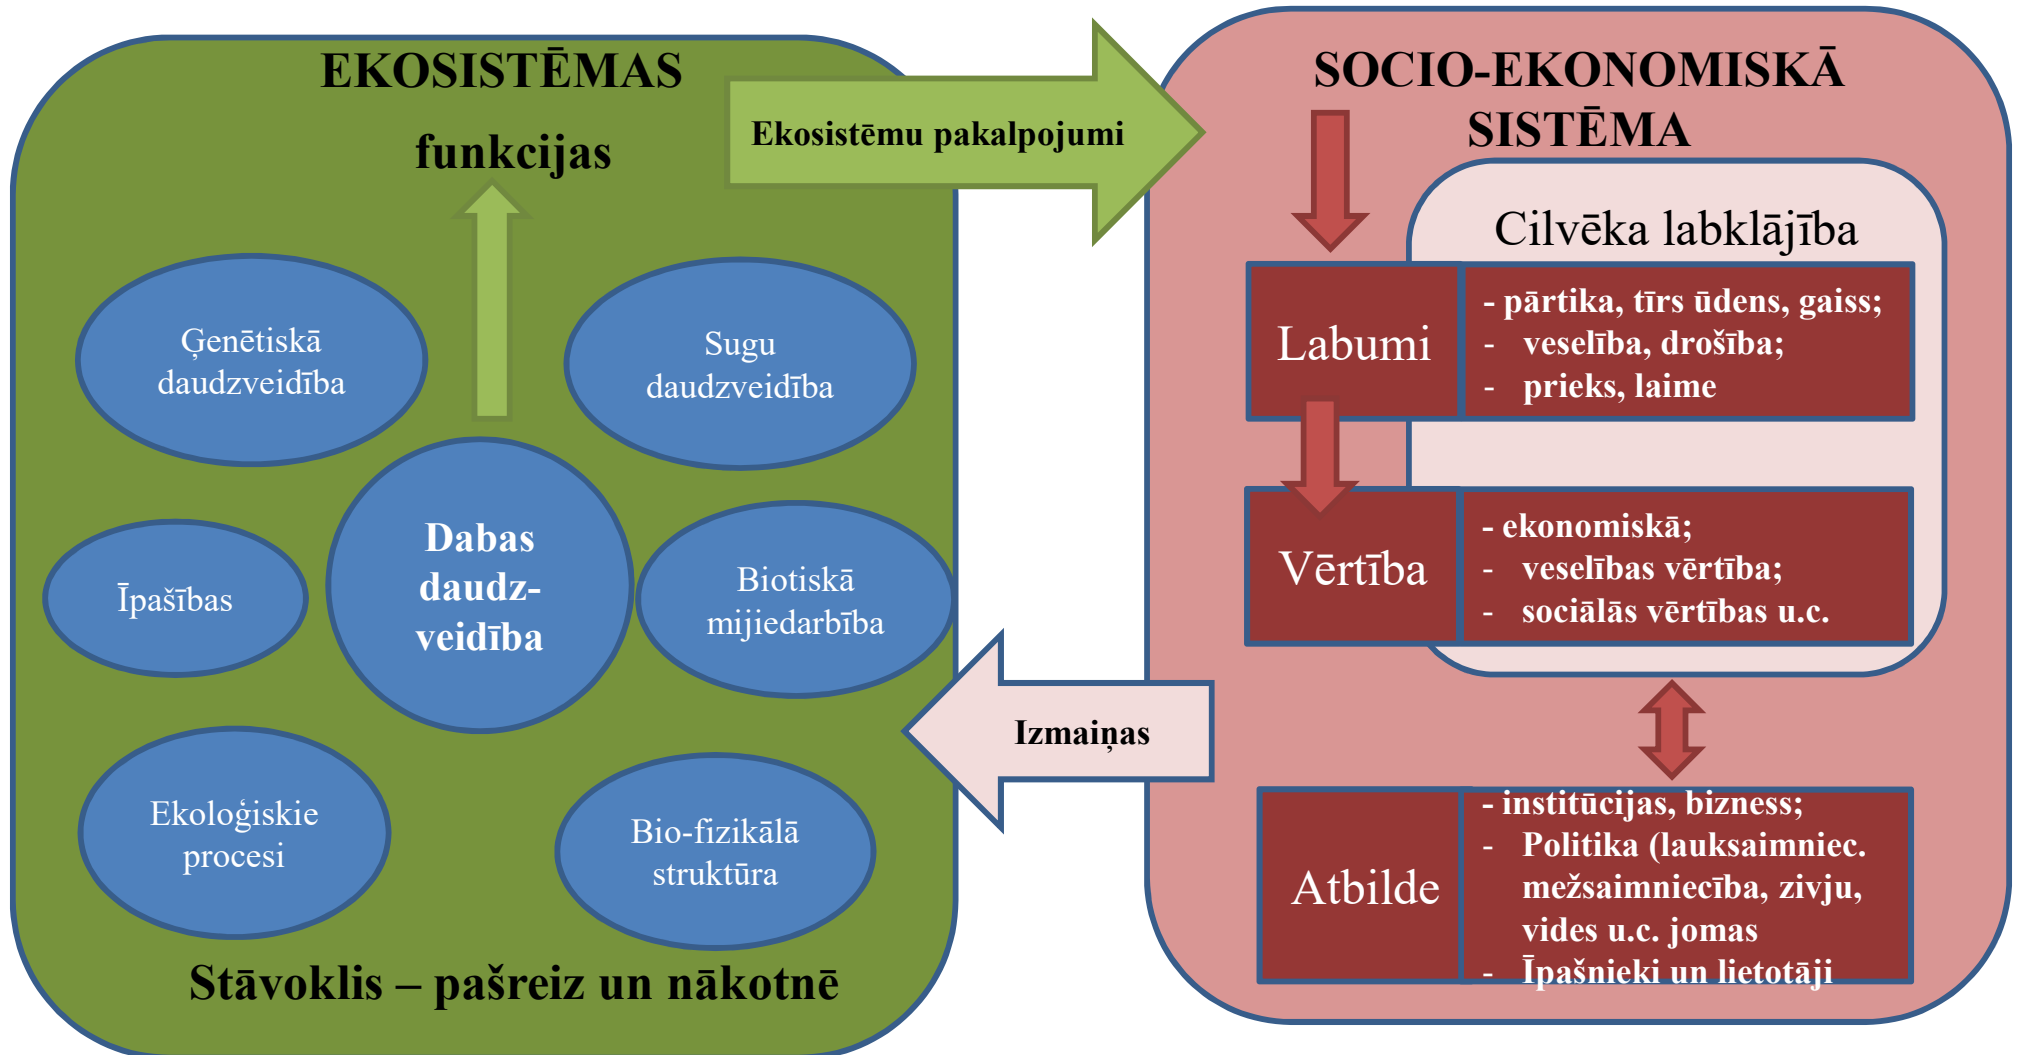 EKOSISTĒMAS
funkcijas
Ģenētiskā
daudzveidība
Sugu
daudzveidība
Dabas
daudz-
veidība
Īpašības
Biotiskā
mijiedarbība
Ekoloģiskie
procesi
Bio-fizikālā
struktūra
Stāvoklis – pašreiz un nākotnē
Ekosistēmu pakalpojumi
Izmaiņas
SOCIO-EKONOMISKĀ
SISTĒMA
Cilvēka labklājība
Labumi
- pārtika, tīrs ūdens, gaiss;
- veselība, drošība;
- prieks, laime
Vērtība
- ekonomiskā;
- veselības vērtība;
- sociālās vērtības u.c.
Atbilde
- institūcijas, bizness;
- Politika (lauksaimniec.
mežsaimniecība, zivju,
vides u.c. jomas
- Īpašnieki un lietotāji